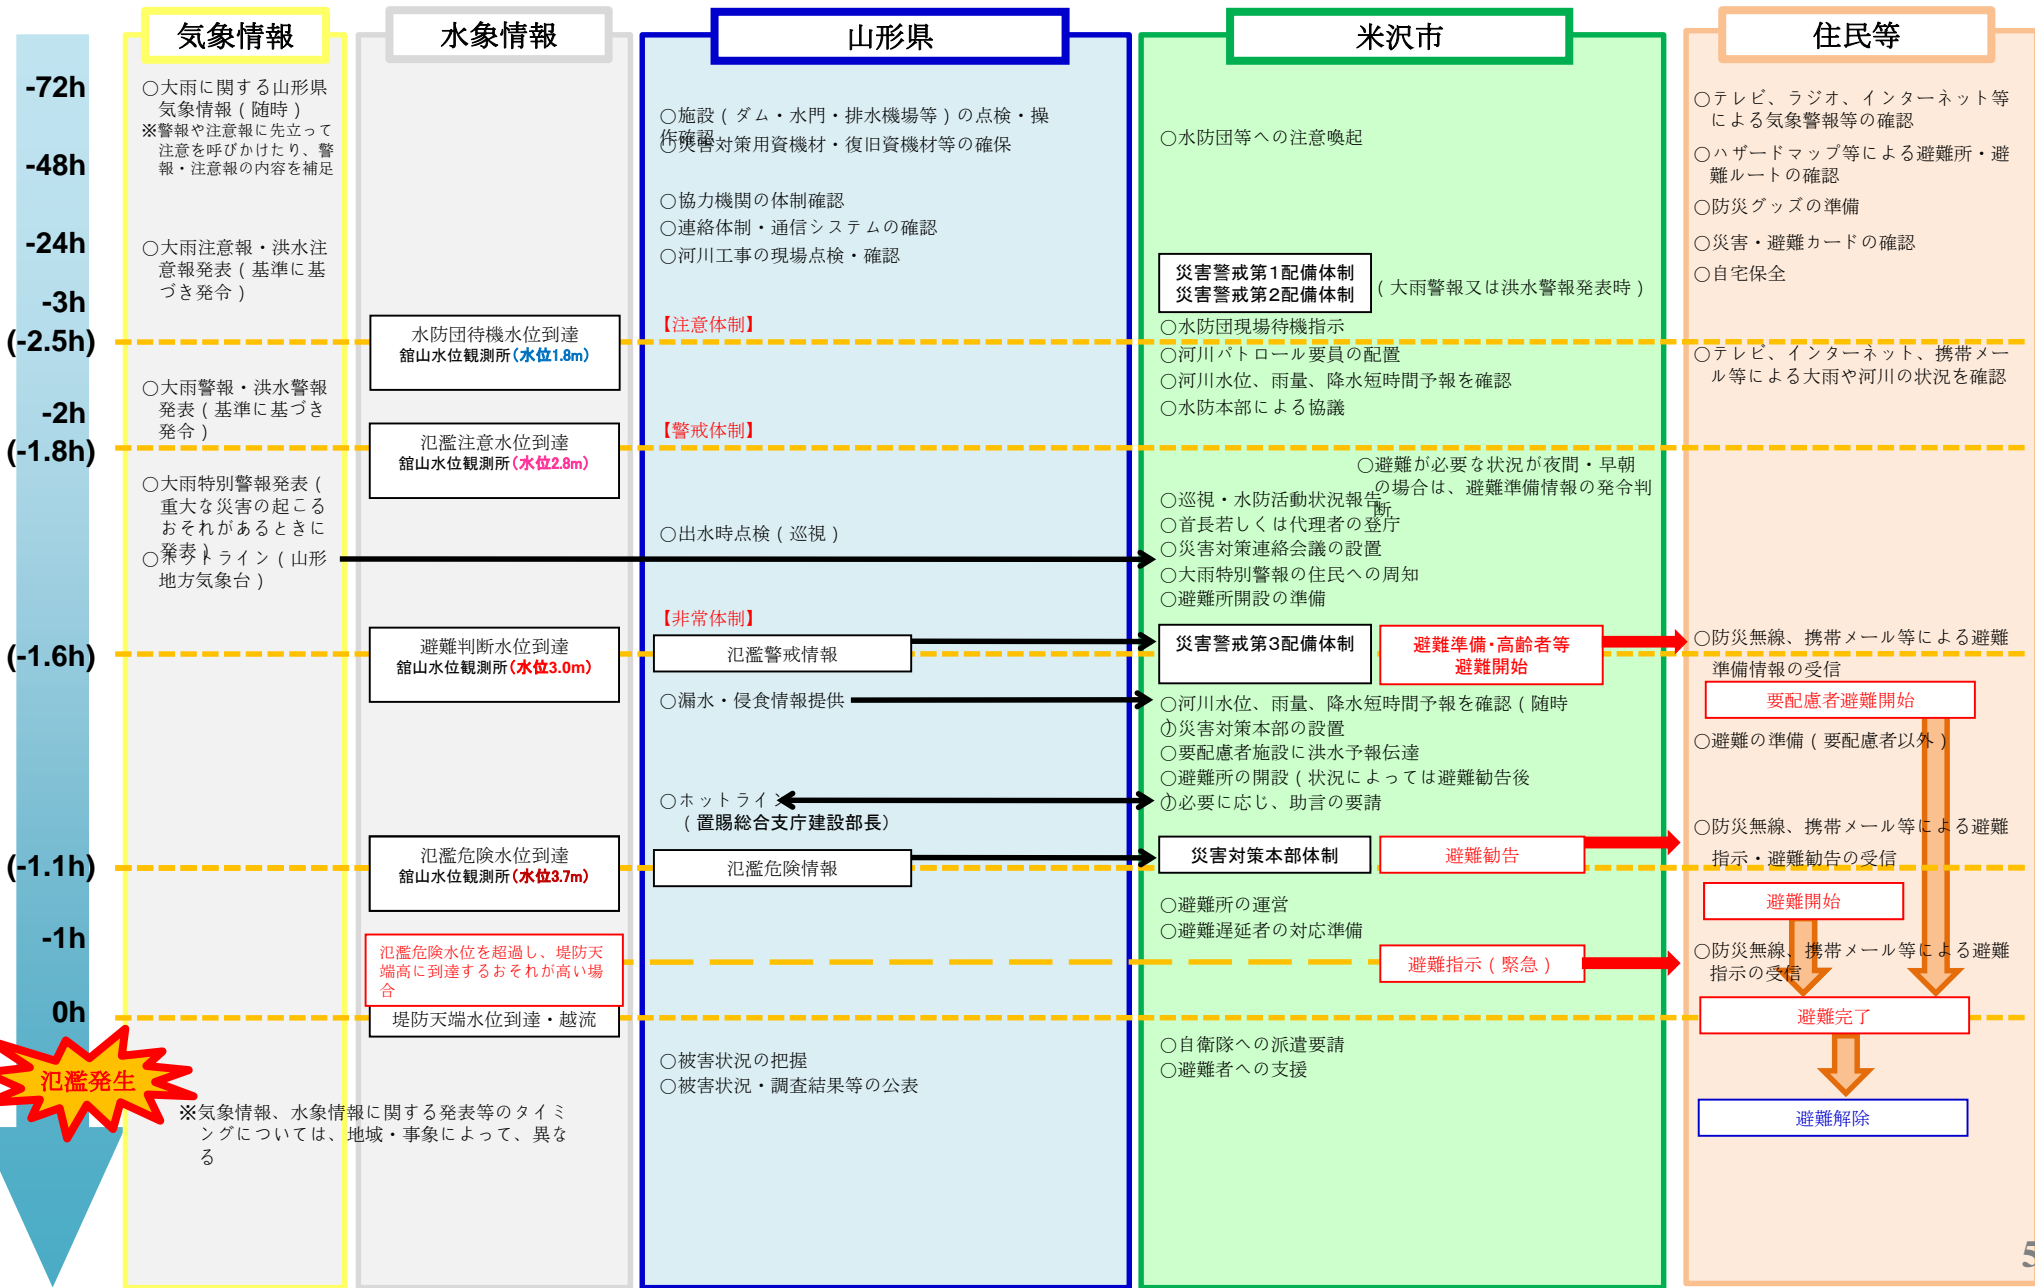 気象情報
水象情報
山形県
米沢市
住民等
-72h
-48h
-24h
-3h
(-2.5h)
-2h
(-1.8h)
(-1.6h)
(-1.1h)
-1h
0h
氾濫発生
○大雨に関する山形県
気象情報(随時)
※警報や注意報に先立って
注意を呼びかけたり、警
報・注意報の内容を補足
○大雨注意報・洪水注
意報発表(基準に基
づき発令)
○大雨警報・洪水警報
発表(基準に基づき
発令)
○大雨特別警報発表(
重大な災害の起こる
おそれがあるときに
発表)
○ホットライン(山形
地方気象台)
※気象情報、水象情報に関する発表等のタイミ
ングについては、地域・事象によって、異な
る
水防団待機水位到達
舘山水位観測所(水位1.8m)
氾濫注意水位到達
舘山水位観測所(水位2.8m)
避難判断水位到達
舘山水位観測所(水位3.0m)
氾濫危険水位到達
舘山水位観測所(水位3.7m)
氾濫危険水位を超過し、堤防天
端高に到達するおそれが高い場
合
堤防天端水位到達・越流
○施設(ダム・水門・排水機場等)の点検・操
作確認
○災害対策用資機材・復旧資機材等の確保
○協力機関の体制確認
○連絡体制・通信システムの確認
○河川工事の現場点検・確認
【注意体制】
【警戒体制】
○出水時点検(巡視)
【非常体制】
氾濫警戒情報
○漏水・侵食情報提供
○ホットライン
(置賜総合支庁建設部長)
氾濫危険情報
○被害状況の把握
○被害状況・調査結果等の公表
○水防団等への注意喚起
災害警戒第1配備体制
災害警戒第2配備体制
(大雨警報又は洪水警報発表時)
○水防団現場待機指示
○河川パトロール要員の配置
○河川水位、雨量、降水短時間予報を確認
○水防本部による協議
○避難が必要な状況が夜間・早朝
の場合は、避難準備情報の発令判
断
○巡視・水防活動状況報告
○首長若しくは代理者の登庁
○災害対策連絡会議の設置
○大雨特別警報の住民への周知
○避難所開設の準備
災害警戒第3配備体制
避難準備・高齢者等
避難開始
○河川水位、雨量、降水短時間予報を確認(随時
)
○災害対策本部の設置
○要配慮者施設に洪水予報伝達
○避難所の開設(状況によっては避難勧告後
)
○必要に応じ、助言の要請
災害対策本部体制
避難勧告
○避難所の運営
○避難遅延者の対応準備
避難指示(緊急)
○自衛隊への派遣要請
○避難者への支援
○テレビ、ラジオ、インターネット等
による気象警報等の確認
○ハザードマップ等による避難所・避
難ルートの確認
○防災グッズの準備
○災害・避難カードの確認
○自宅保全
○テレビ、インターネット、携帯メー
ル等による大雨や河川の状況を確認
○防災無線、携帯メール等による避難
準備情報の受信
要配慮者避難開始
○避難の準備(要配慮者以外)
○防災無線、携帯メール等による避難
指示・避難勧告の受信
避難開始
○防災無線、携帯メール等による避難
指示の受信
避難完了
避難解除
5